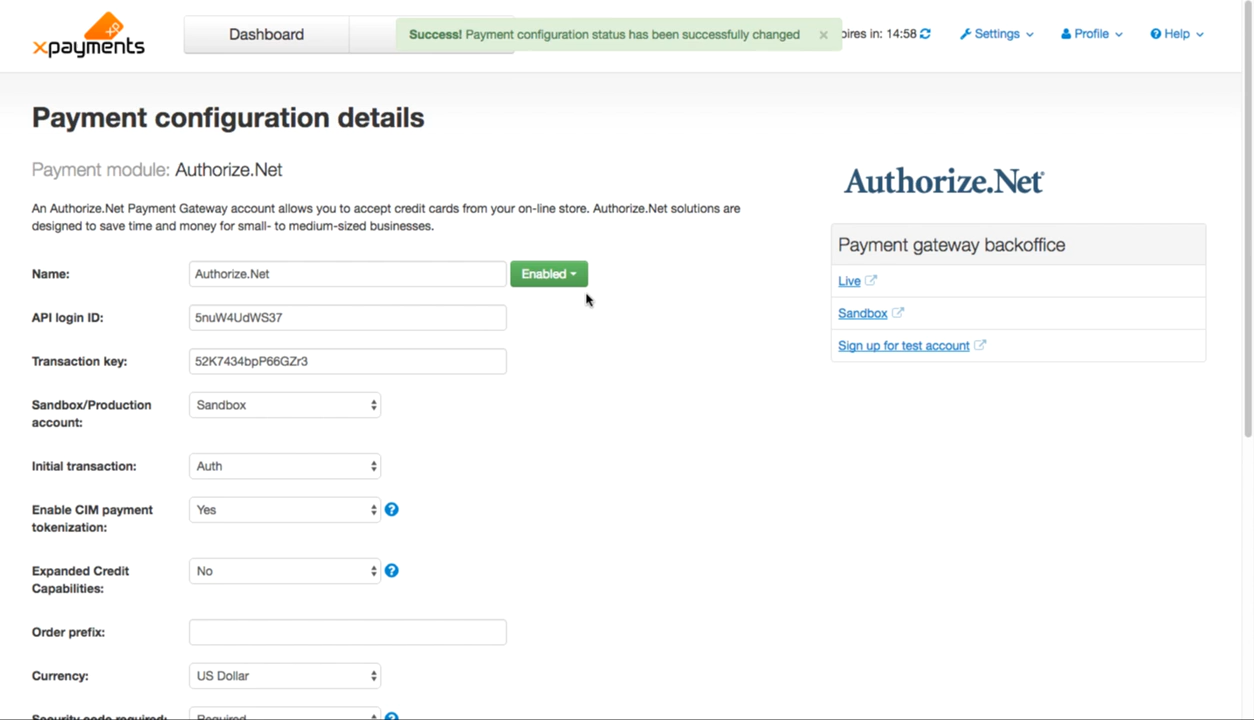 xp
xpayments
Dashboard
Success! Payment configuration status has been successfully changed ×
pires in: 14:58
Settings
Profile
Help
Payment configuration details
Payment module: Authorize.Net
An Authorize.Net Payment Gateway account allows you to accept credit cards from your on-line store. Authorize.Net solutions are
designed to save time and money for small- to medium-sized businesses.
Authorize.Net
Payment gateway backoffice
Live
Sandbox
Sign up for test account
Name: Authorize.Net Enabled
API login ID: 5nuW4UdWS37
Transaction key: 52K7434bpP66GZr3
Sandbox/Production
account:
Sandbox
Initial transaction: Auth
Enable CIM payment
tokenization:
Yes
Expanded Credit
Capabilities:
No
Order prefix:
Currency: US Dollar
Security code required: Required